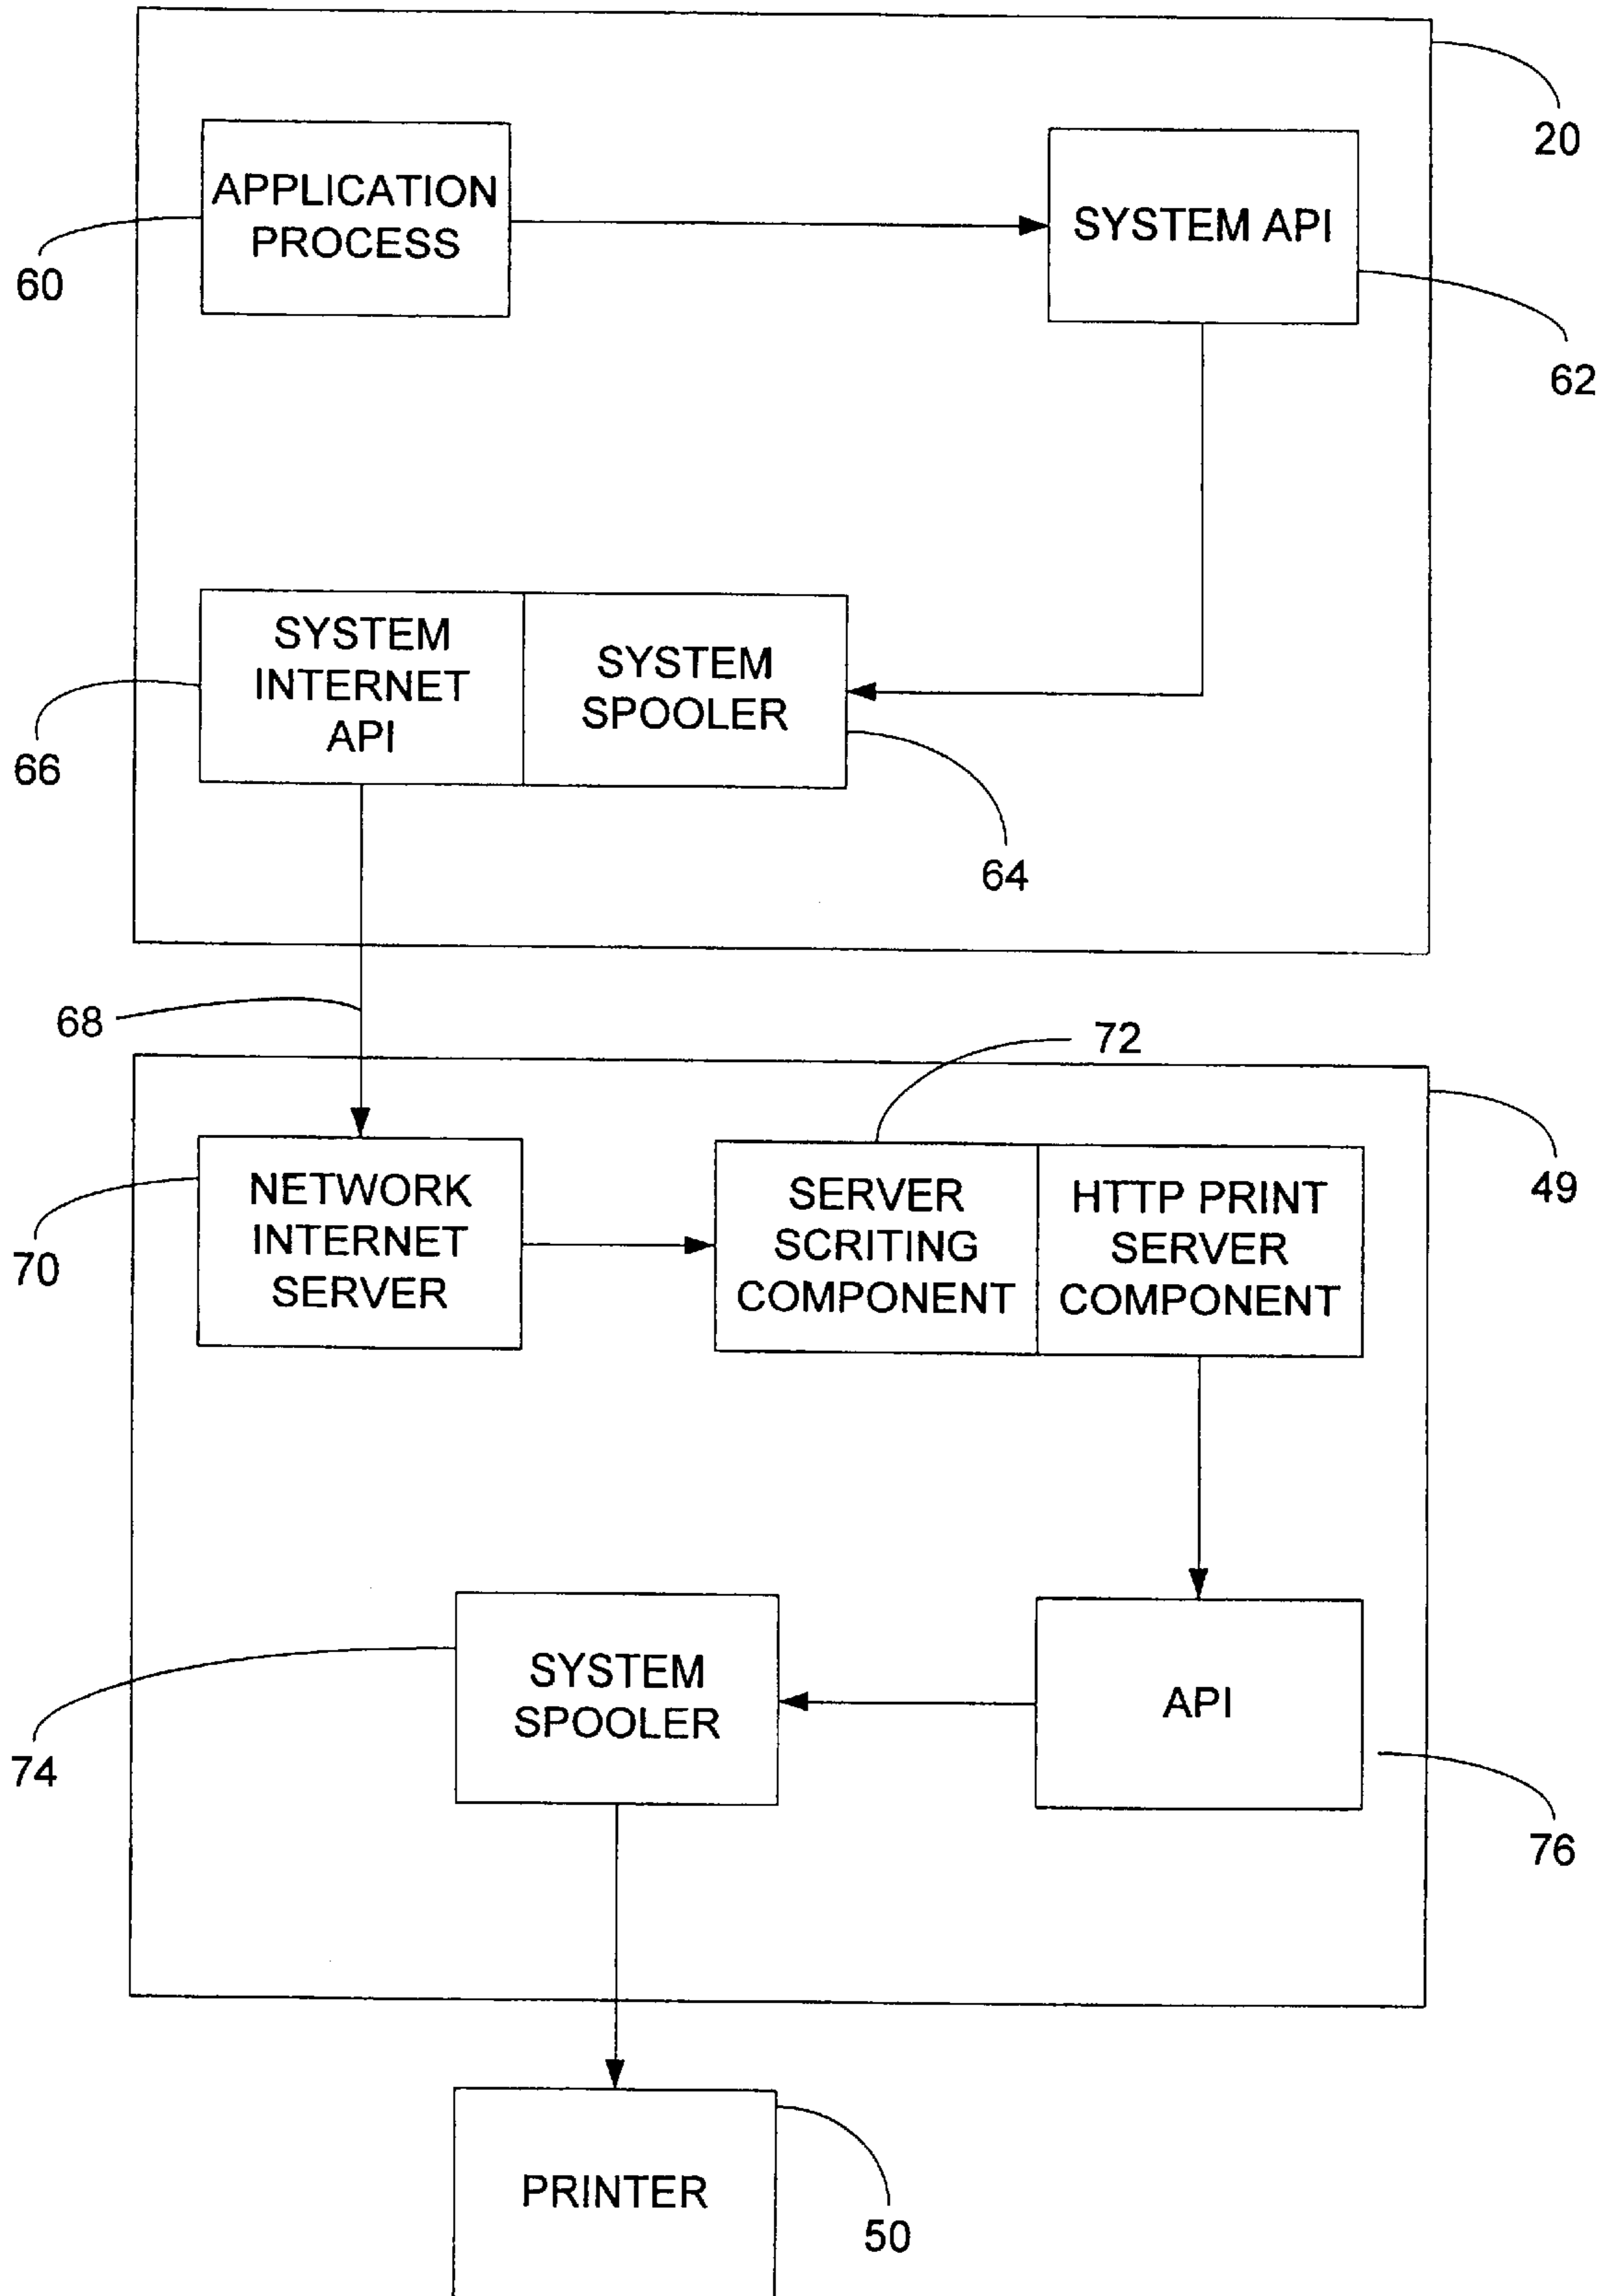 20
APPLICATION
PROCESS
SYSTEM API
60
62
SYSTEM
INTERNET
API
SYSTEM
SPOOLER
66
64
68
72
49
NETWORK
INTERNET
SERVER
SERVER
SCRITING
COMPONENT
HTTP PRINT
SERVER
COMPONENT
70
SYSTEM
SPOOLER
API
74
76
PRINTER
50